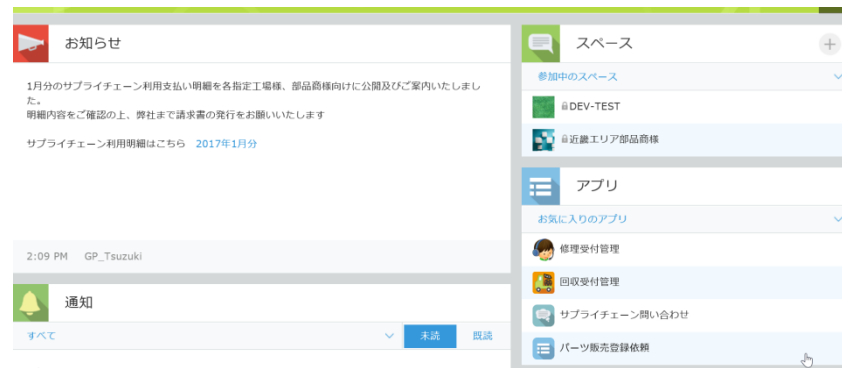 お知らせ
1月分のサプライチェーン利用支払い明細を各指定工場様、部品商様向けに公開及びご案内いたしまし
た。
明細内容をご確認の上、弊社まで請求書の発行をお願いいたします
サプライチェーン利用明細はこちら 2017年1月分
2:09 PM GP_Tsuzuki
通知
すべて
未読
既読
スペース
参加中のスペース
DEV-TEST
近畿エリア部品商様
アプリ
お気に入りのアプリ
修理受付管理
回収受付管理
サプライチェーン問い合わせ
パーツ販売登録依頼